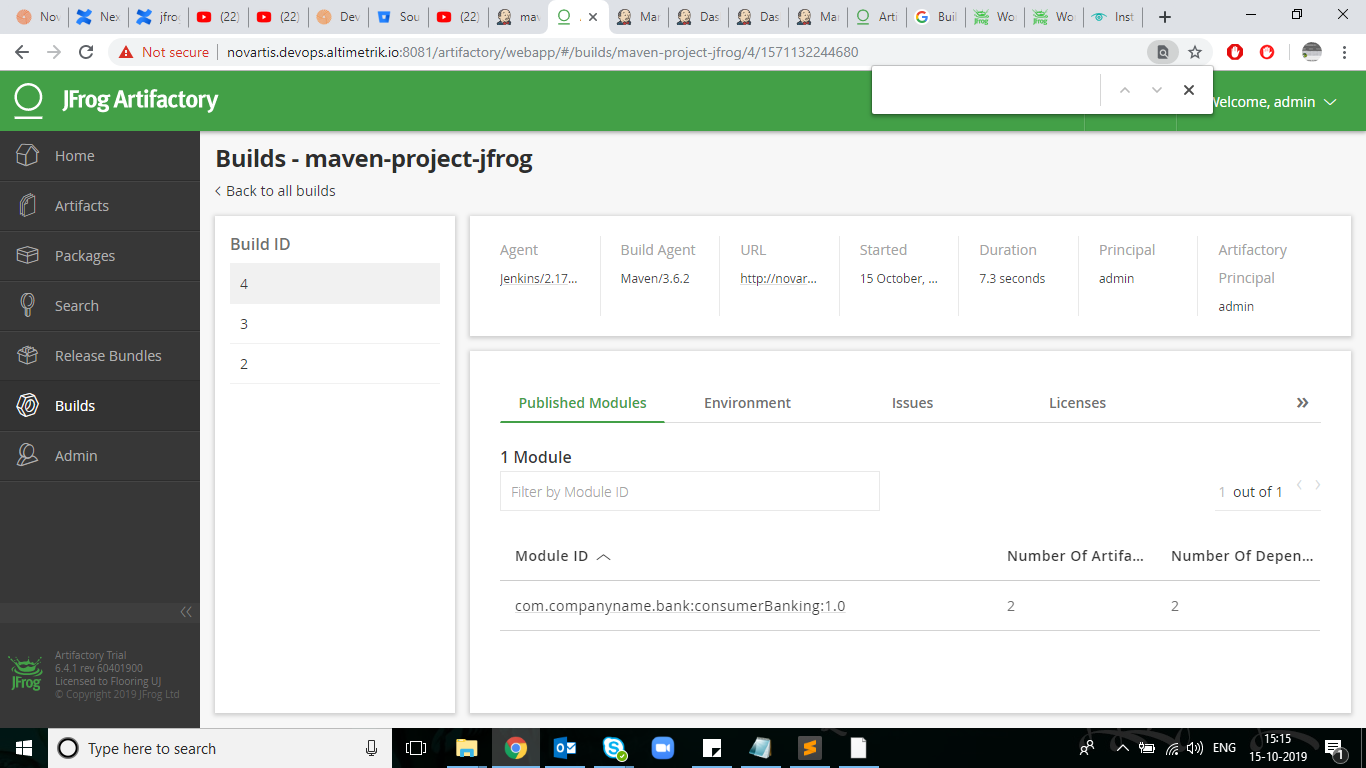 Nov
Nex
jfro
(22)
(22)
Dev
Sou
(22)
mav
Mar
Das
Das
Mar
Arti
Buil
Wo
Wo
Inst
Not secure
novartis.devops.altimetrik.io:8081/artifactory/webapp/#/builds/maven-project-jfrog/4/1571132244680
JFrog Artifactory
Welcome, admin
Home
Artifacts
Packages
Search
Release Bundles
Builds
Admin
Artifactory Trial
6.4.1 rev 60401900
Licensed to Flooring UJ
© Copyright 2019 JFrog Ltd
JFrog
Builds - maven-project-jfrog
< Back to all builds
Build ID
4
3
2
Agent
Jenkins/2.17...
Build Agent
Maven/3.6.2
URL
http://novar...
Started
15 October, ...
Duration
7.3 seconds
Principal
admin
Artifactory
Principal
admin
Published Modules
Environment
Issues
Licenses
»
1 Module
Filter by Module ID
1 out of 1
Module ID
Number Of Artifa...
Number Of Depen...
com.companyname.bank:consumerBanking:1.0
2
2
Type here to search
ENG
15:15
15-10-2019
1